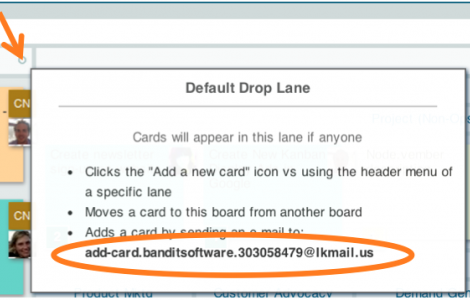 Default Drop Lane
CN
Cards will appear in this lane if anyone
• Clicks the "Add a new card" icon vs using the header menu of
a specific lane
• Moves a card to this board from another board
CN
• Adds a card by sending an e-mail to:
add-card.banditsoftware.303058479@lkmail.us
Product Mktg
Customer Advocacy
Demand Gen